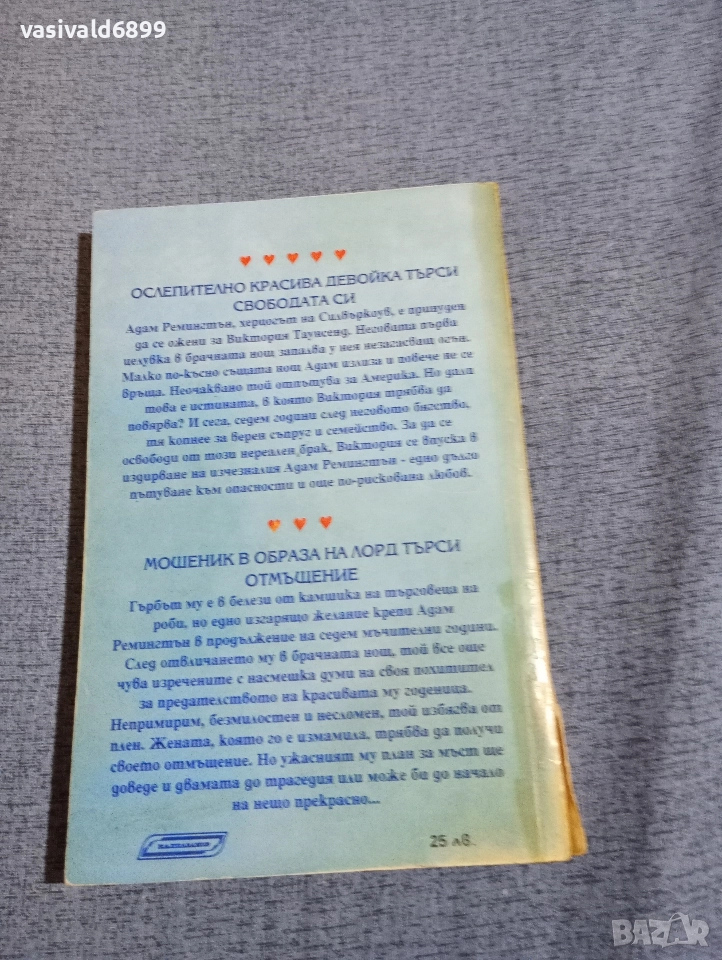 vasivald6899
ОСЛЕПИТЕЛНО КРАСИВА ДЕВОЙКА ТЪРСИ
СВОБОДАТА СИ
Адам Ремингтън, херцогът на Силвъркоув, е принуден
да се ожени за Виктория Таунсенд. Неговата първа
целувка в брачната нощ запалва у нея незагасващ огън.
Малко по-късно същата нощ Адам излиза и повече не се
връща. Неочаквано той отпътува за Америка. Но дали
това е истината, в която Виктория трябва да
повярва? И сега, седем години след неговото бягство,
тя копнее за верен съпруг и семейство. За да се
освободи от този нереален брак, Виктория се впуска в
издирване на изчезналия Адам Ремингтън - едно дълго
пътуване към опасности и още по-рискована любов.
МОШЕНИК В ОБРАЗА НА ЛОРД ТЪРСИ
ОТМЪЩЕНИЕ
Гърбът му е в белези от камшика на търговеца на
роби, но едно изгарящо желание крепи Адам
Ремингтън в продължение на седем мъчителни години.
След отвличането му в брачната нощ, той все още
чува изречените с насмешка думи на своя похитител
за предателството на красивата му годеница.
Непримирим, безмилостен и несломен, той избягва от
плен. Жената, която го е измамила, трябва да получи
своето отмъщение. Но ужасният му план за мъст ще
доведе и двамата до трагедия или може би до начало
на нещо прекрасно...
25 лв.
BAZAR